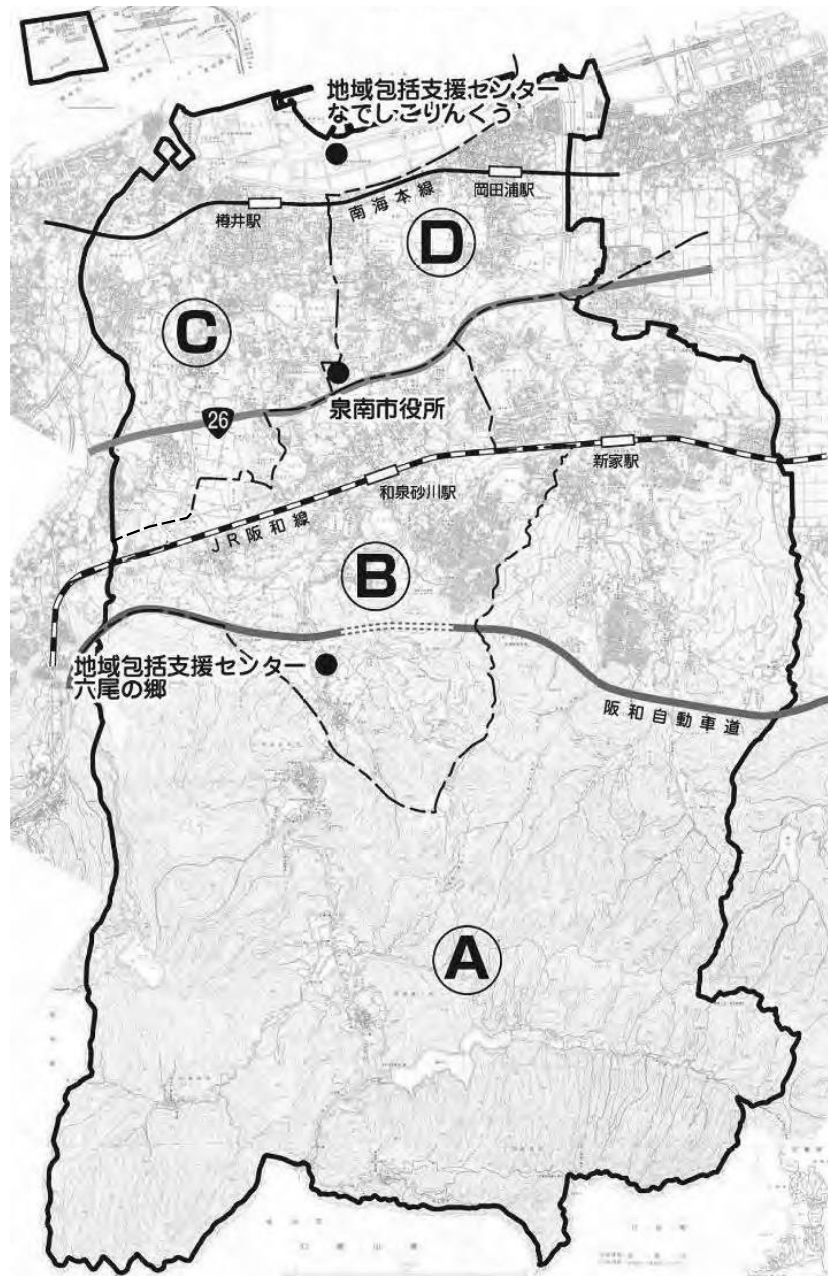 地域包括支援センター
なでしこりんくう
岡田浦駅
南海本線
樽井駅
D
C
泉南市役所
26
新家駅
和泉砂川駅
JR阪和線
B
地域包括支援センター
六尾の郷
阪和自動車道
A